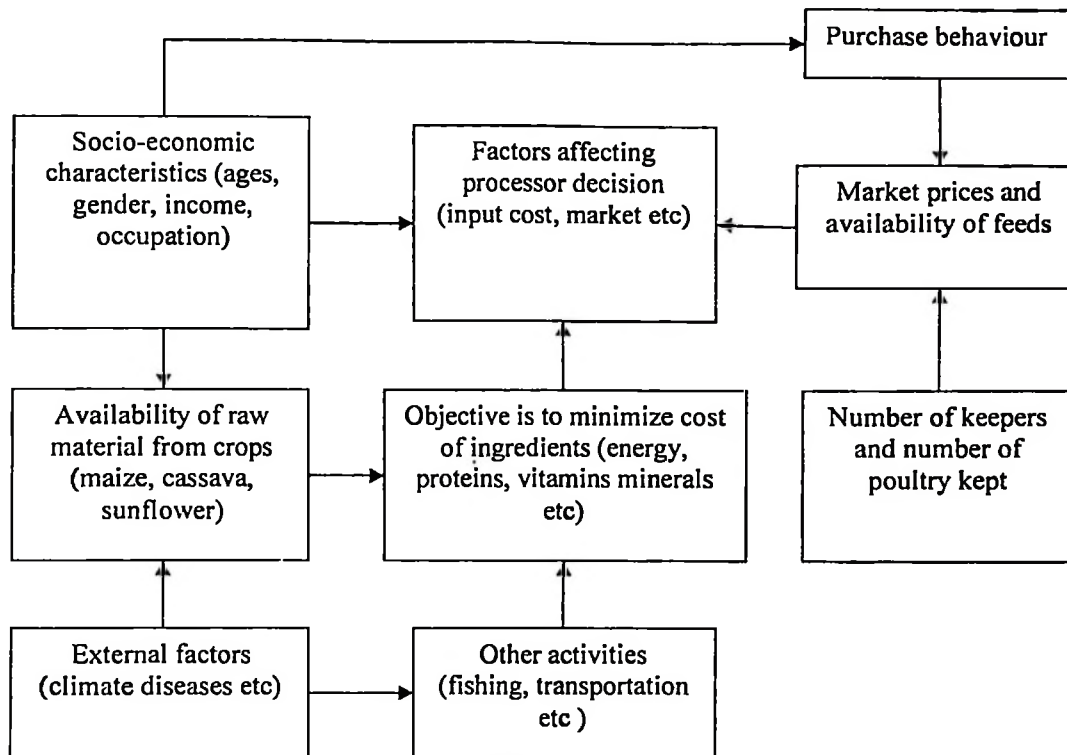 Purchase behaviour
Socio-economic
characteristics (ages,
gender, income,
occupation)
Factors affecting
processor decision
(input cost, market etc)
Market prices and
availability of feeds
Availability of raw
material from crops
(maize, cassava,
sunflower)
Objective is to minimize cost
of ingredients (energy,
proteins, vitamins minerals
etc)
Number of keepers
and number of
poultry kept
External factors
(climate diseases etc)
Other activities
(fishing, transportation
etc )